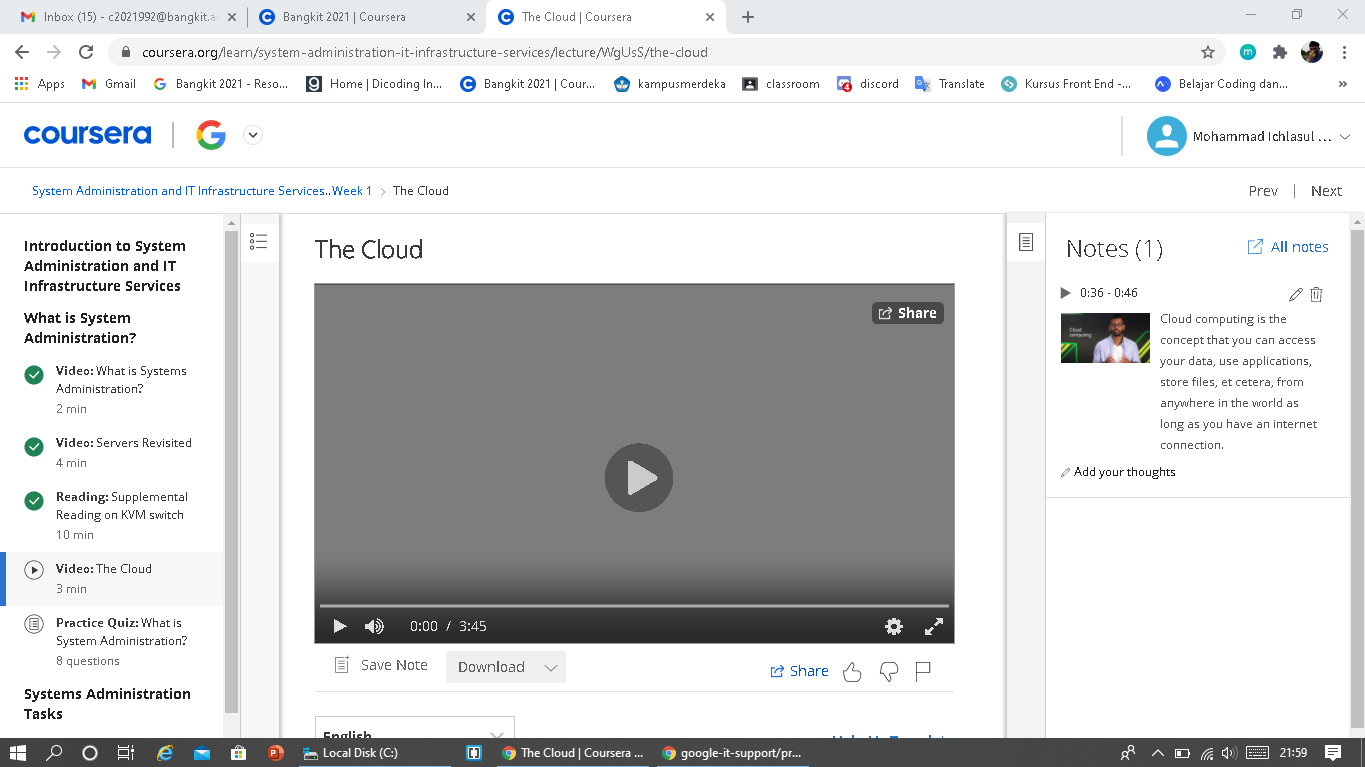 Inbox (15) - c2021992@bangkit.a
Bangkit 2021 | Coursera
The Cloud | Coursera
coursera.org/learn/system-administration-it-infrastructure-services/lecture/WgUsS/the-cloud
Apps
Gmail
Bangkit 2021 - Reso...
Home | Dicoding In...
Bangkit 2021 | Cour...
kampusmerdeka
classroom
discord
Translate
Kursus Front End -...
Belajar Coding dan...
coursera
Mohammad Ichlasul ...
System Administration and IT Infrastructure Services.. Week 1 > The Cloud
Prev | Next
Introduction to System
Administration and IT
Infrastructure Services
What is System
Administration?
Video: What is Systems
Administration?
2 min
Video: Servers Revisited
4 min
Reading: Supplemental
Reading on KVM switch
10 min
Video: The Cloud
3 min
Practice Quiz: What is
System Administration?
8 questions
Systems Administration
Tasks
The Cloud
Share
0:00 / 3:45
Save Note
Download
Share
English
Notes (1)
All notes
0:36 - 0:46
Cloud
computing
Cloud computing is the
concept that you can access
your data, use applications,
store files, et cetera, from
anywhere in the world as
long as you have an internet
connection.
Add your thoughts
Local Disk (C:)
The Cloud | Coursera ...
google-it-support/pr...
21:59